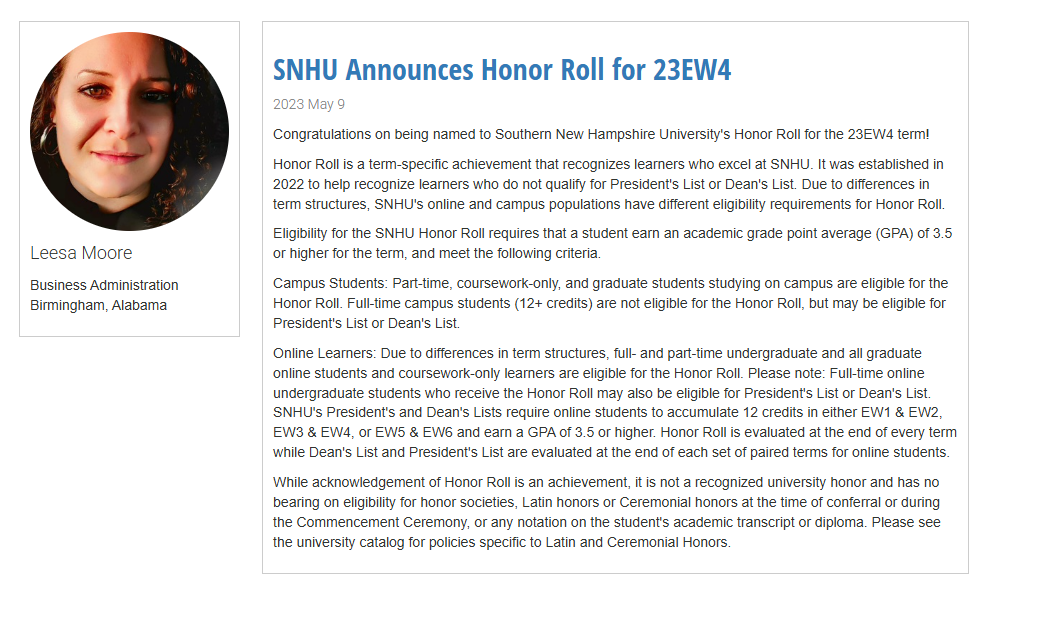 Leesa Moore
Business Administration
Birmingham, Alabama
SNHU Announces Honor Roll for 23EW4
2023 May 9
Congratulations on being named to Southern New Hampshire University's Honor Roll for the 23EW4 term!
Honor Roll is a term-specific achievement that recognizes learners who excel at SNHU. It was established in
2022 to help recognize learners who do not qualify for President's List or Dean's List. Due to differences in
term structures, SNHU's online and campus populations have different eligibility requirements for Honor Roll.
Eligibility for the SNHU Honor Roll requires that a student earn an academic grade point average (GPA) of 3.5
or higher for the term, and meet the following criteria.
Campus Students: Part-time, coursework-only, and graduate students studying on campus are eligible for the
Honor Roll. Full-time campus students (12+ credits) are not eligible for the Honor Roll, but may be eligible for
President's List or Dean's List.
Online Learners: Due to differences in term structures, full- and part-time undergraduate and all graduate
online students and coursework-only learners are eligible for the Honor Roll. Please note: Full-time online
undergraduate students who receive the Honor Roll may also be eligible for President's List or Dean's List.
SNHU's President's and Dean's Lists require online students to accumulate 12 credits in either EW1 & EW2,
EW3 & EW4, or EW5 & EW6 and earn a GPA of 3.5 or higher. Honor Roll is evaluated at the end of every term
while Dean's List and President's List are evaluated at the end of each set of paired terms for online students.
While acknowledgement of Honor Roll is an achievement, it is not a recognized university honor and has no
bearing on eligibility for honor societies, Latin honors or Ceremonial honors at the time of conferral or during
the Commencement Ceremony, or any notation on the student's academic transcript or diploma. Please see
the university catalog for policies specific to Latin and Ceremonial Honors.